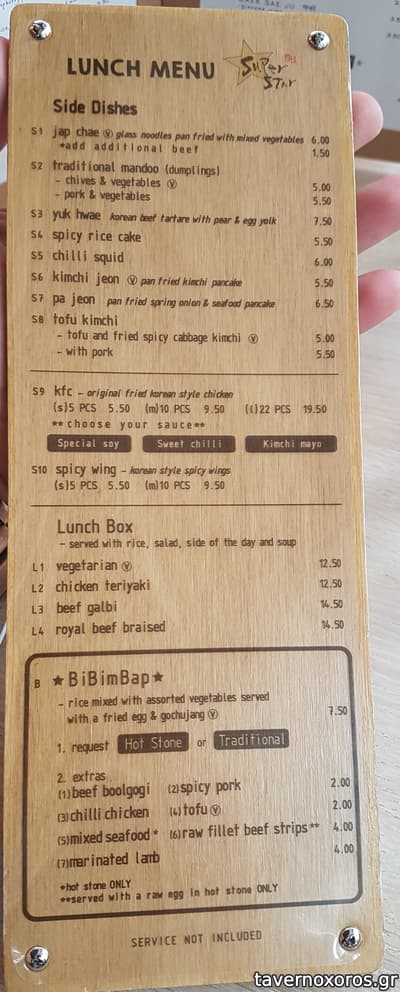 LUNCH MENU
Super Star
Side Dishes
S1 jap chae Ⓥ glass noodles pan fried with mixed vegetables 6.00
*add additional beef 1.50
S2 traditional mandoo (dumplings)
- chives & vegetables Ⓥ 5.00
- pork & vegetables 5.50
S3 yuk hwae korean beef tartare with pear & egg yolk 7.50
S4 spicy rice cake 5.50
S5 chilli squid 6.00
S6 kimchi jeon Ⓥ pan fried kimchi pancake 5.50
S7 pa jeon pan fried spring onion & seafood pancake 6.50
S8 tofu kimchi
- tofu and fried spicy cabbage kimchi Ⓥ 5.00
- with pork 5.50
S9 kfc - original fried korean style chicken
(s)5 PCS 5.50 (m)10 PCS 9.50 (l)22 PCS 19.50
**choose your sauce**
Special soy Sweet chilli Kimchi mayo
S10 spicy wing - korean style spicy wings
(s)5 PCS 5.50 (m)10 PCS 9.50
Lunch Box
- served with rice, salad, side of the day and soup
L1 vegetarian Ⓥ 12.50
L2 chicken teriyaki 12.50
L3 beef galbi 14.50
L4 royal beef braised 14.50
B ★BiBimBap★
- rice mixed with assorted vegetables served
with a fried egg & gochujang Ⓥ 7.50
1. request Hot Stone or Traditional
2. extras
(1)beef boolgogi (2)spicy pork 2.00
(3)chilli chicken (4)tofu Ⓥ 2.00
(5)mixed seafood* (6)raw fillet beef strips** 4.00
(7)marinated lamb 4.00
*hot stone ONLY
**served with a raw egg in hot stone ONLY
SERVICE NOT INCLUDED
tavernoxoros.gr